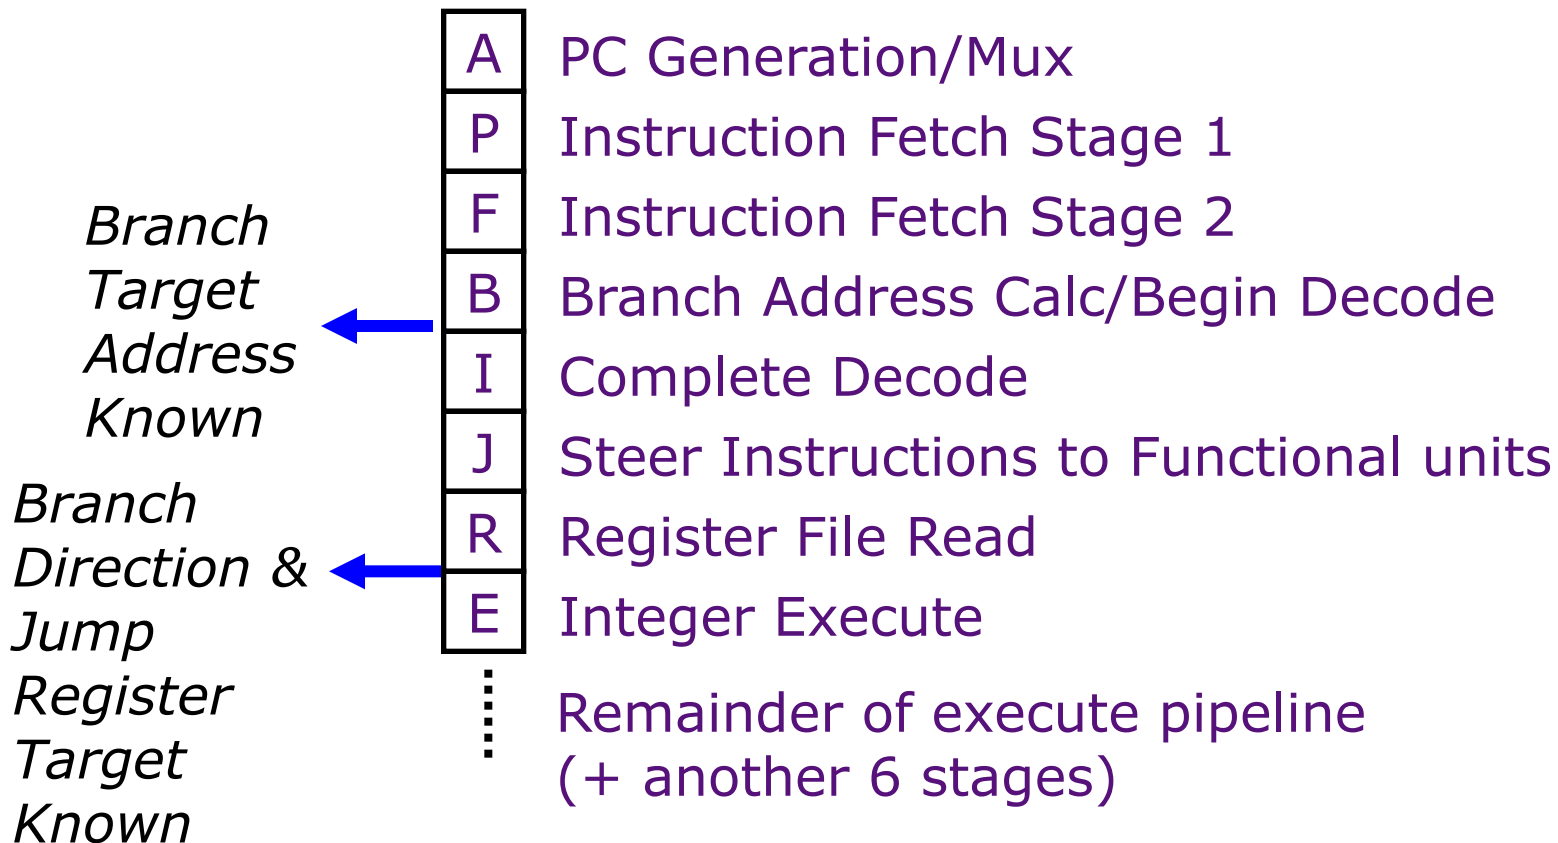 A PC Generation/Mux
P Instruction Fetch Stage 1
F Instruction Fetch Stage 2
B Branch Address Calc/Begin Decode
I Complete Decode
J Steer Instructions to Functional units
R Register File Read
E Integer Execute
Remainder of execute pipeline
(+ another 6 stages)
Branch
Target
Address
Known
Branch
Direction &
Jump
Register
Target
Known